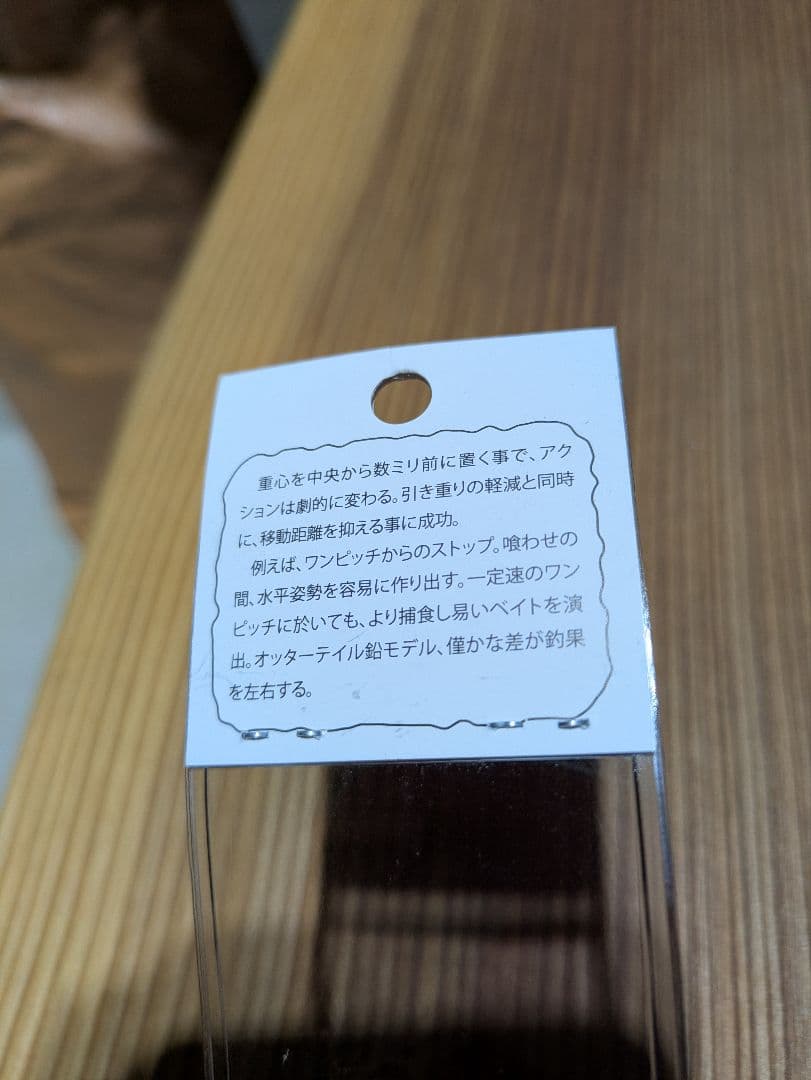 重心を中央から数ミリ前に置く事で、アク
ションは劇的に変わる。引き重りの軽減と同時
に、移動距離を抑える事に成功。
例えば、ワンピッチからのストップ。喰わせの
間、水平姿勢を容易に作り出す。一定速のワン
ピッチに於いても、より捕食し易いベイトを演
出。オッターテイル鉛モデル、僅かな差が釣果
を左右する。